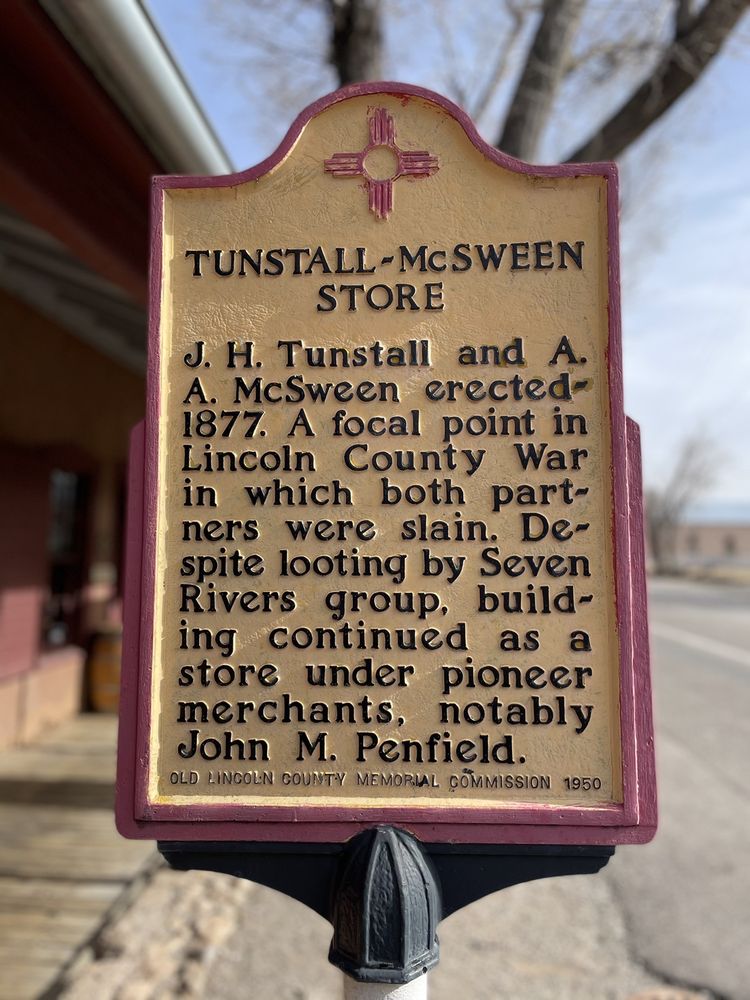 TUNSTALL-McSWEEN
STORE
J. H. Tunstall and A.
A. McSween erected-
1877. A focal point in
Lincoln County War
in which both part-
ners were slain. De-
spite looting by Seven
Rivers group, build-
ing continued as a
store under pioneer
merchants, notably
John M. Penfield.
OLD LINCOLN COUNTY MEMORIAL COMMISSION 1950